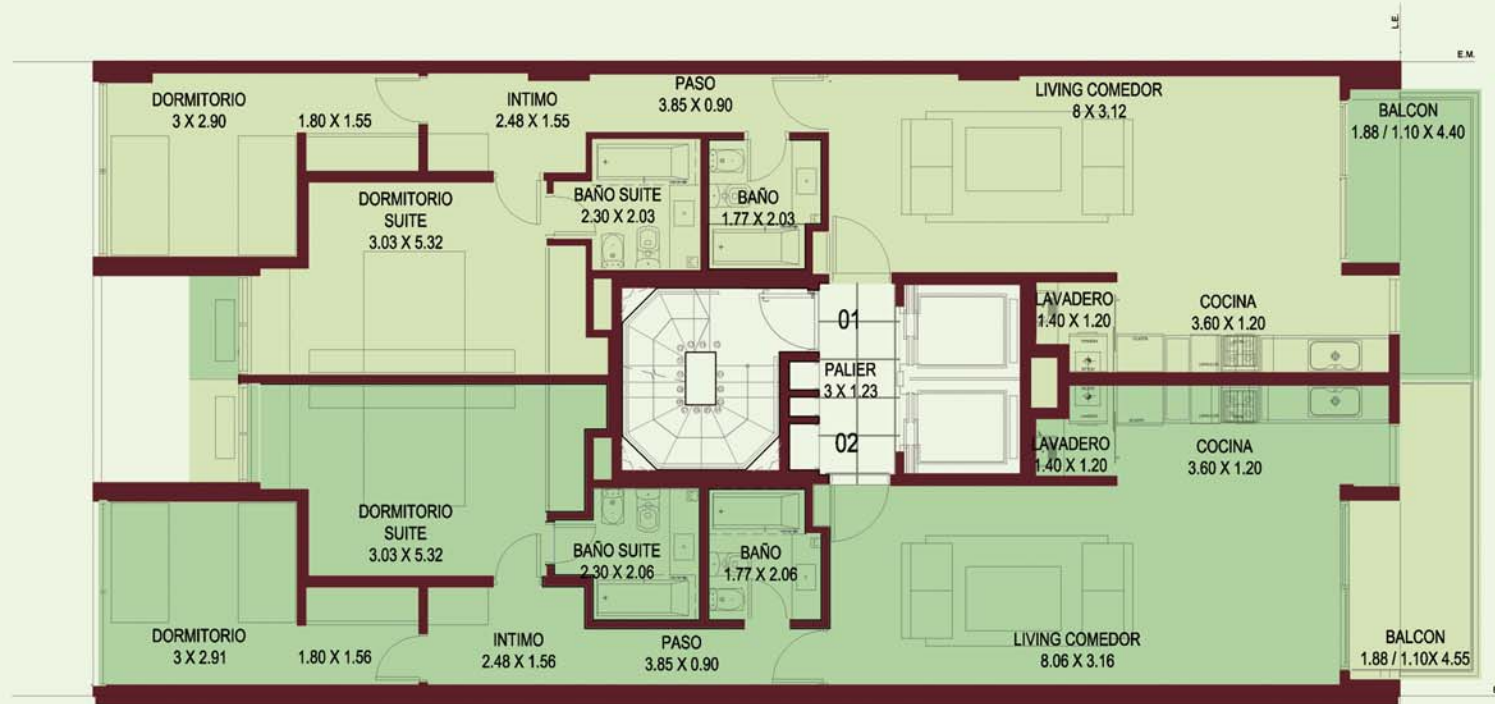 L.E.
E.M.
DORMITORIO
3 X 2.90
1.80 X 1.55
INTIMO
2.48 X 1.55
PASO
3.85 X 0.90
LIVING COMEDOR
8 X 3.12
BALCON
1.88 / 1.10 X 4.40
DORMITORIO
SUITE
3.03 X 5.32
BAÑO SUITE
2.30 X 2.03
BAÑO
1.77 X 2.03
01
LAVADERO
1.40 X 1.20
COCINA
3.60 X 1.20
PALIER
3 X 1.23
02
LAVADERO
1.40 X 1.20
COCINA
3.60 X 1.20
DORMITORIO
SUITE
3.03 X 5.32
BAÑO SUITE
2.30 X 2.06
BAÑO
1.77 X 2.06
DORMITORIO
3 X 2.91
1.80 X 1.56
INTIMO
2.48 X 1.56
PASO
3.85 X 0.90
LIVING COMEDOR
8.06 X 3.16
BALCON
1.88 / 1.10X 4.55